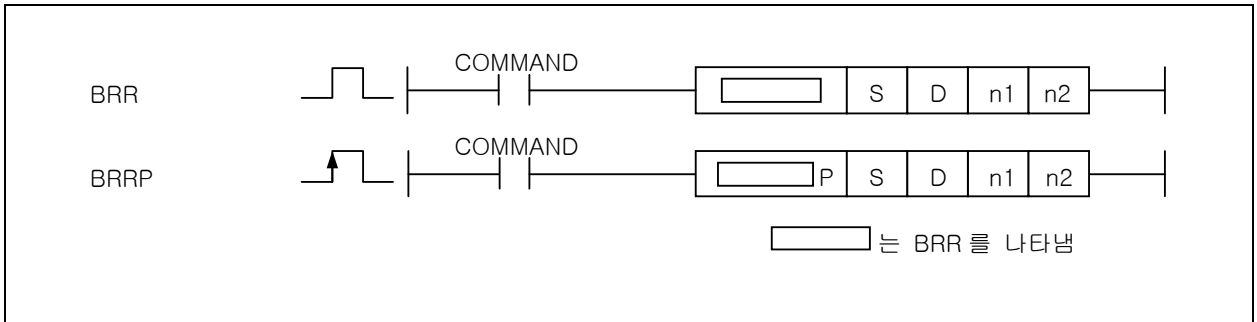 COMMAND
BRR S D n1 n2
COMMAND
BRRP P S D n1 n2
는 BRR 를 나타냄